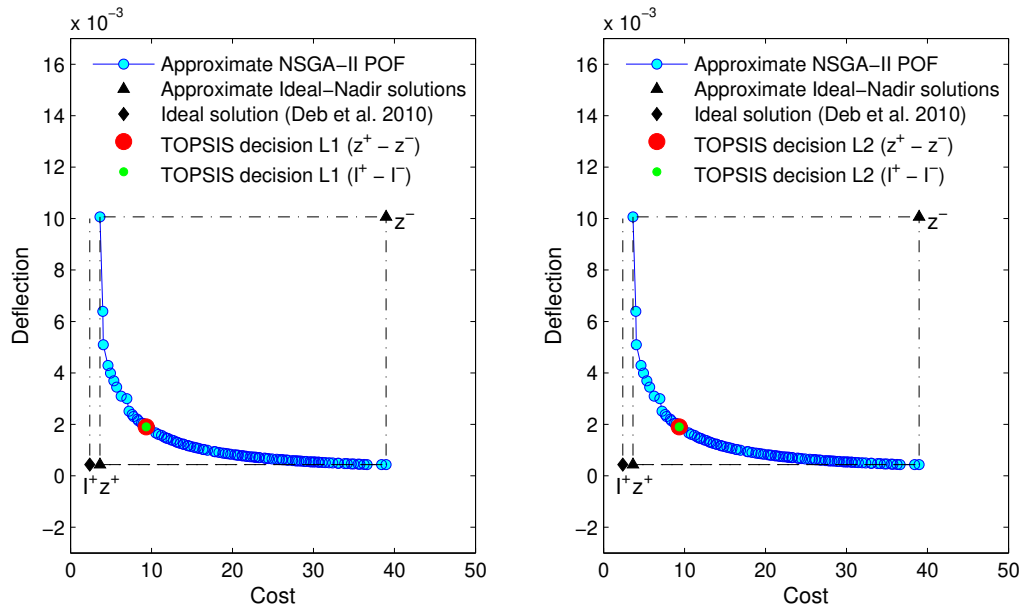 x 10⁻³
16
14
12
10
8
6
4
2
0
−2
0 10 20 30 40 50
Cost
Deflection
Approximate NSGA−II POF
Approximate Ideal−Nadir solutions
Ideal solution (Deb et al. 2010)
TOPSIS decision L1 (z⁺ − z⁻)
TOPSIS decision L1 (I⁺ − I⁻)
z⁻
I⁺ z⁺
x 10⁻³
16
14
12
10
8
6
4
2
0
−2
0 10 20 30 40 50
Cost
Deflection
Approximate NSGA−II POF
Approximate Ideal−Nadir solutions
Ideal solution (Deb et al. 2010)
TOPSIS decision L2 (z⁺ − z⁻)
TOPSIS decision L2 (I⁺ − I⁻)
z⁻
I⁺ z⁺